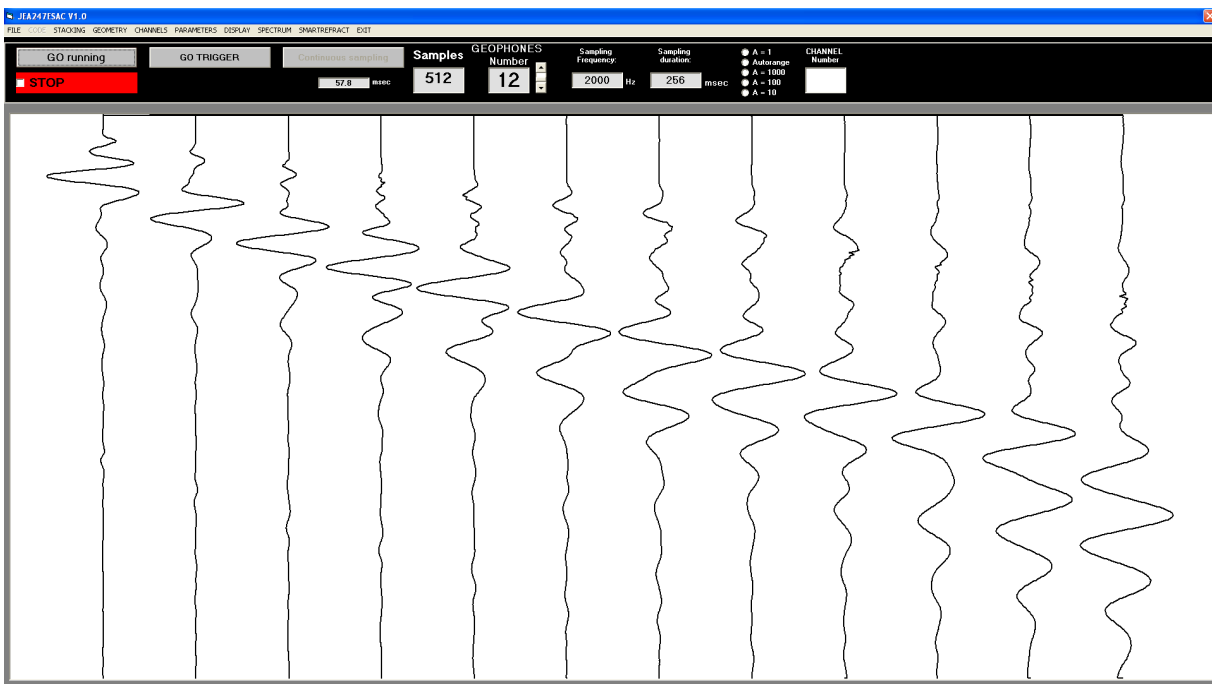 JEA247ESAC V1.0
FILE CODE STACKING GEOMETRY CHANNELS PARAMETERS DISPLAY SPECTRUM SMARTREFRACT EXIT
GO running
GO TRIGGER
Continuous sampling
STOP
57.8 msec
Samples
512
GEOPHONES
Number
12
Sampling
Frequency:
2000 Hz
Sampling
duration:
256 msec
A = 1
Autorange
A = 1000
A = 100
A = 10
CHANNEL
Number